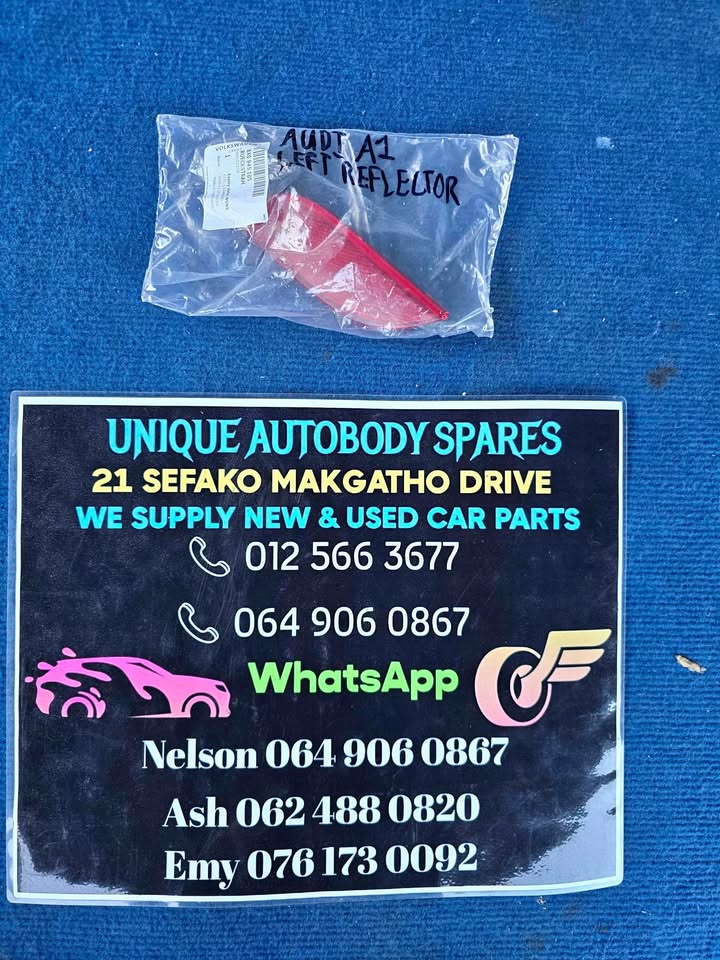 AUDI A1
LEFT REFLECTOR
VOLKSWAGEN
UNIQUE AUTOBODY SPARES
21 SEFAKO MAKGATHO DRIVE
WE SUPPLY NEW & USED CAR PARTS
012 566 3677
064 906 0867
WhatsApp
Nelson 064 906 0867
Ash 062 488 0820
Emy 076 173 0092